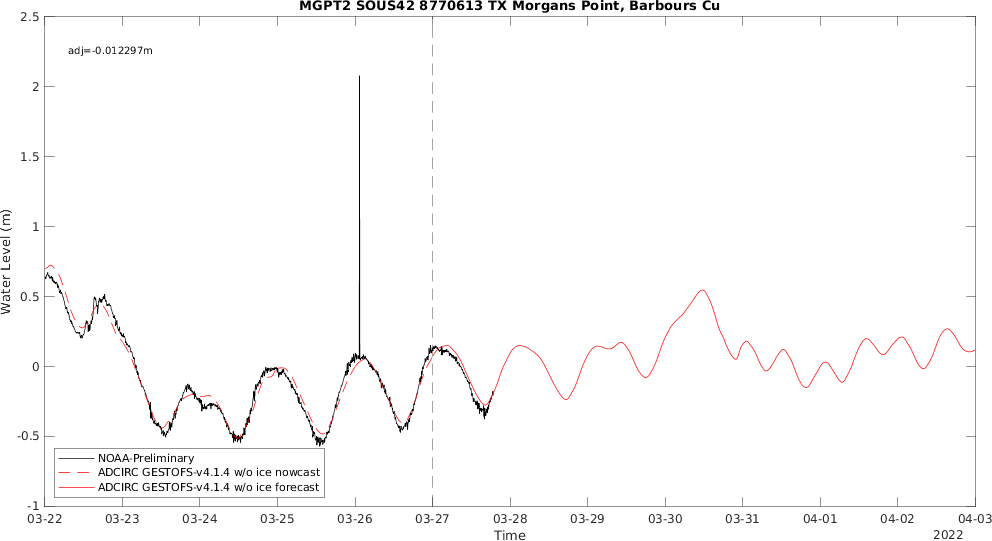 MGPT2 SOUS42 8770613 TX Morgans Point, Barbours Cu
adj=-0.012297m
Water Level (m)
2.5
2
1.5
1
0.5
0
-0.5
-1
NOAA-Preliminary
ADCIRC GESTOFS-v4.1.4 w/o ice nowcast
ADCIRC GESTOFS-v4.1.4 w/o ice forecast
03-22 03-23 03-24 03-25 03-26 03-27 03-28 03-29 03-30 03-31 04-01 04-02 04-03
Time
2022